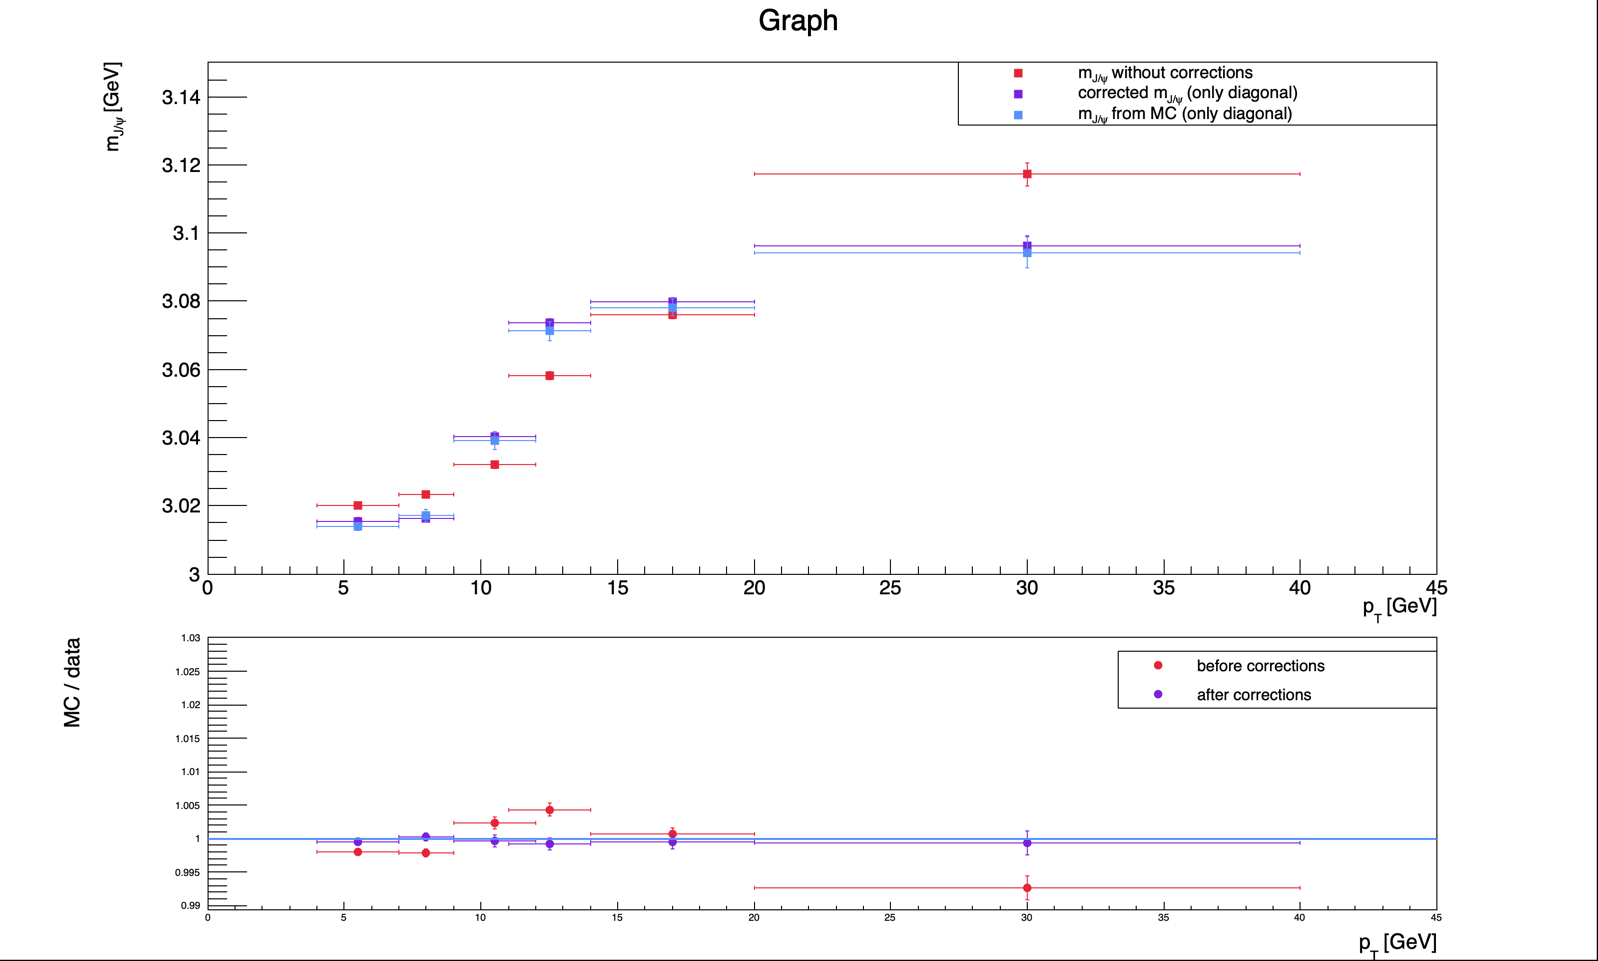 Graph
m_J/ψ [GeV]
m_J/ψ without corrections
corrected m_J/ψ (only diagonal)
m_J/ψ from MC (only diagonal)
3.14
3.12
3.1
3.08
3.06
3.04
3.02
3
0 5 10 15 20 25 30 35 40 45
p_T [GeV]
MC / data
before corrections
after corrections
1.03
1.025
1.02
1.015
1.01
1.005
1
0.995
0.99
0 5 10 15 20 25 30 35 40 45
p_T [GeV]